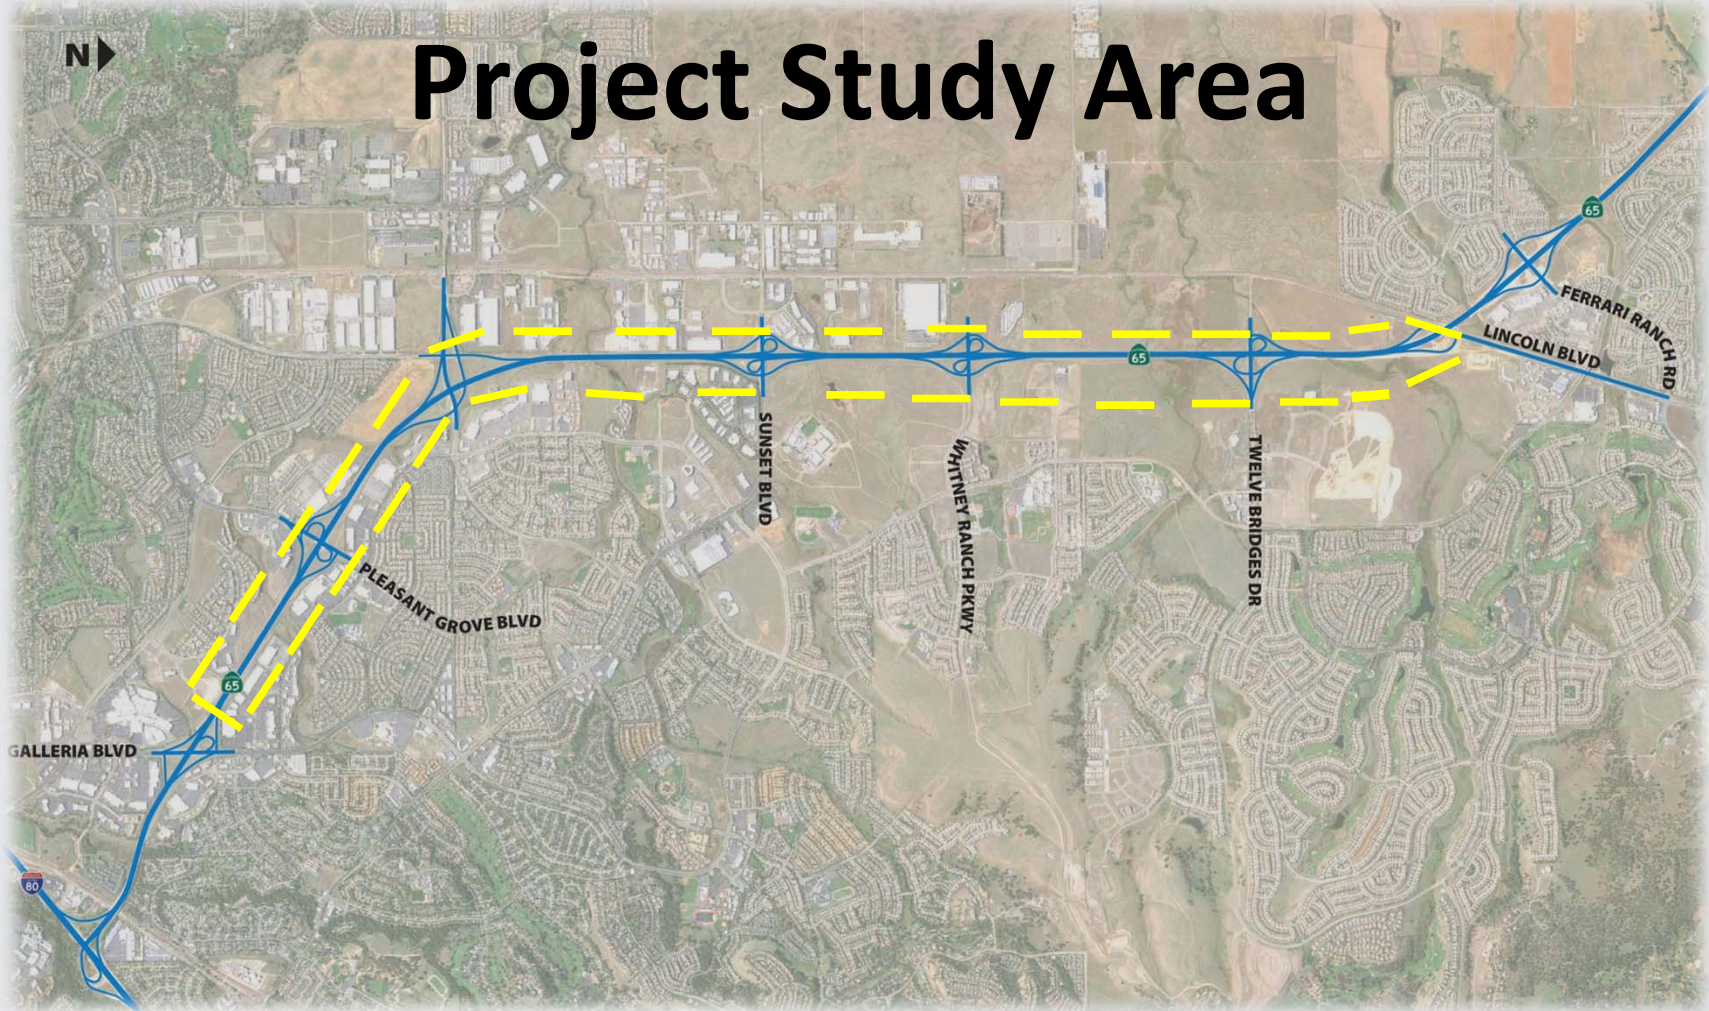 N
Project Study Area
65
FERRARI RANCH RD
LINCOLN BLVD
65
SUNSET BLVD
WHITNEY RANCH PKWY
TWELVE BRIDGES DR
PLEASANT GROVE BLVD
65
GALLERIA BLVD
80